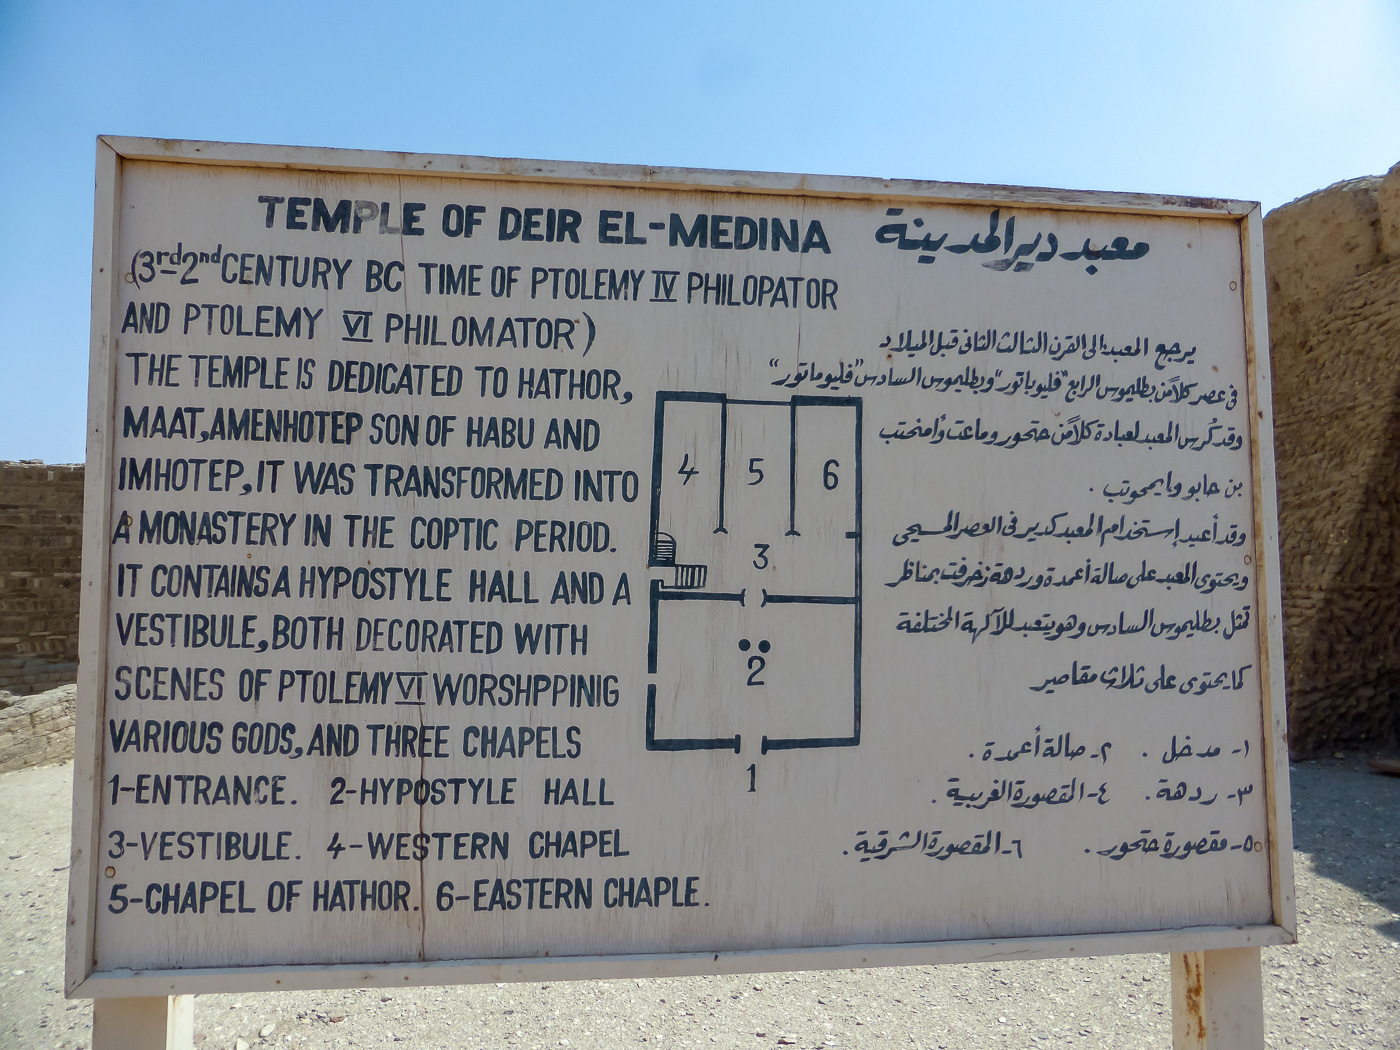 TEMPLE OF DEIR EL-MEDINA
(3rd 2nd CENTURY BC TIME OF PTOLEMY IV PHILOPATOR
AND PTOLEMY VI PHILOMATOR)
THE TEMPLE IS DEDICATED TO HATHOR,
MAAT, AMENHOTEP SON OF HABU AND
IMHOTEP, IT WAS TRANSFORMED INTO
A MONASTERY IN THE COPTIC PERIOD.
IT CONTAINS A HYPOSTYLE HALL AND A
VESTIBULE, BOTH DECORATED WITH
SCENES OF PTOLEMY VI WORSHPPINIG
VARIOUS GODS, AND THREE CHAPELS
1-ENTRANCE. 2-HYPOSTYLE HALL
3-VESTIBULE. 4-WESTERN CHAPEL
5-CHAPEL OF HATHOR. 6-EASTERN CHAPLE.
4 5 6
3
2
1
معبد دير المدينة
يرجع المعبد الى القرن الثالث الثانى قبل الميلاد
فى عصر كلاً من بطليموس الرابع "فليوباتور" وبطليموس السادس "فليوماتور"
وقد كُرس المعبد لعبادة كلاً من حتحور وماعت وأمنحتب
بن حابو وايمحوتب .
وقد أعيد إستخدام المعبد كدير فى العصر المسيحى
ويحتوى المعبد على صالة أعمدة وردهة زخرفت بمناظر
تمثل بطليموس السادس وهو يتعبد للآلهة المختلفة
كما يحتوى على ثلاث مقاصير
١- مدخل . ٢- صالة أعمدة .
٣- ردهة . ٤- المقصورة الغربية .
٥- مقصورة حتحور . ٦- المقصورة الشرقية .